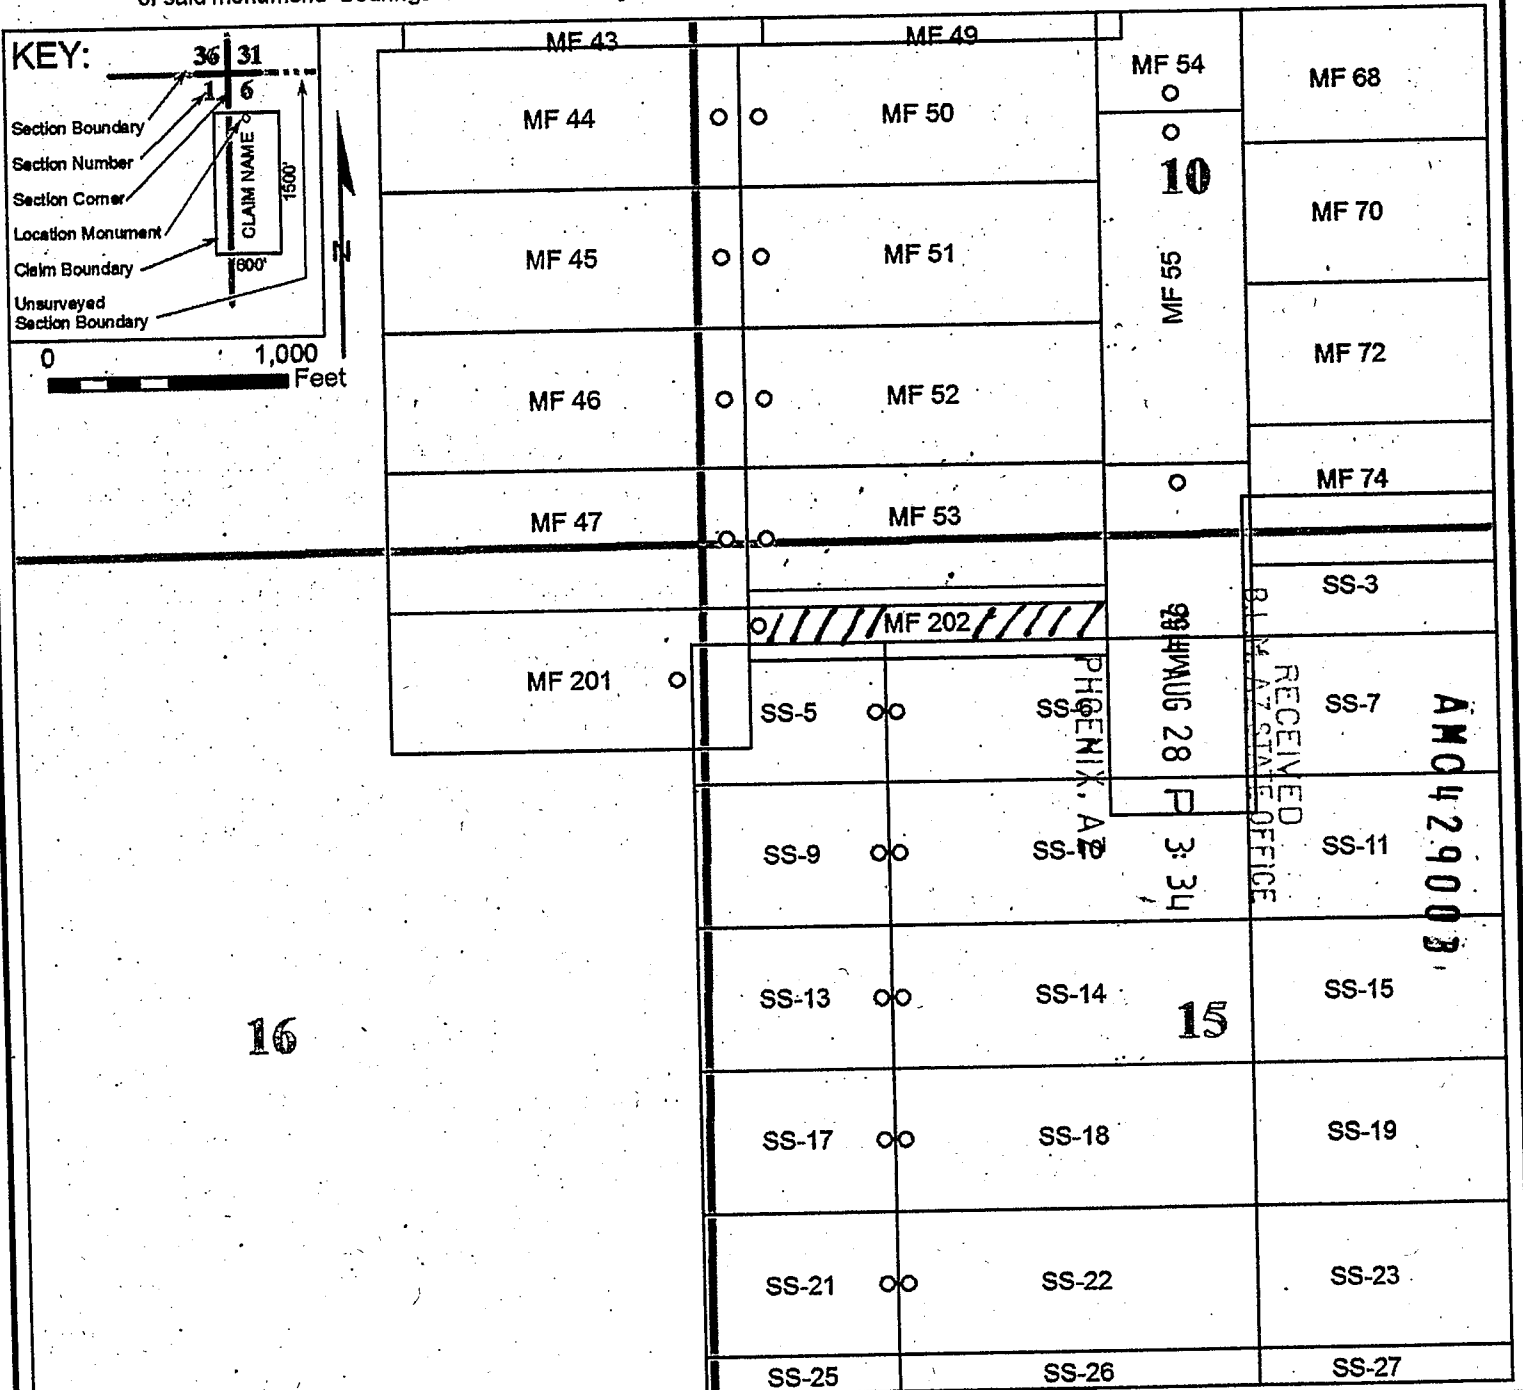 of said monument
KEY:
36 31
1 6
Section Boundary
Section Number
Section Corner
Location Monument
Claim Boundary
Unsurveyed
Section Boundary
CLAIM NAME
1500'
600'
N
0 1,000
Feet
MF 43 MF 49
MF 54 MF 68
MF 44 MF 50
10
MF 70
MF 45 MF 51
MF 55
MF 72
MF 46 MF 52
MF 74
MF 47 MF 53
SS-3
MF 202
MF 201
SS-5 SS-6 SS-7
SS-9 SS-10 SS-11
SS-13 SS-14 SS-15
16 15
SS-17 SS-18 SS-19
SS-21 SS-22 SS-23
SS-25 SS-26 SS-27
RECEIVED
B.L.M. AZ STATE OFFICE
AUG 28 P 3:34
PHOENIX, AZ